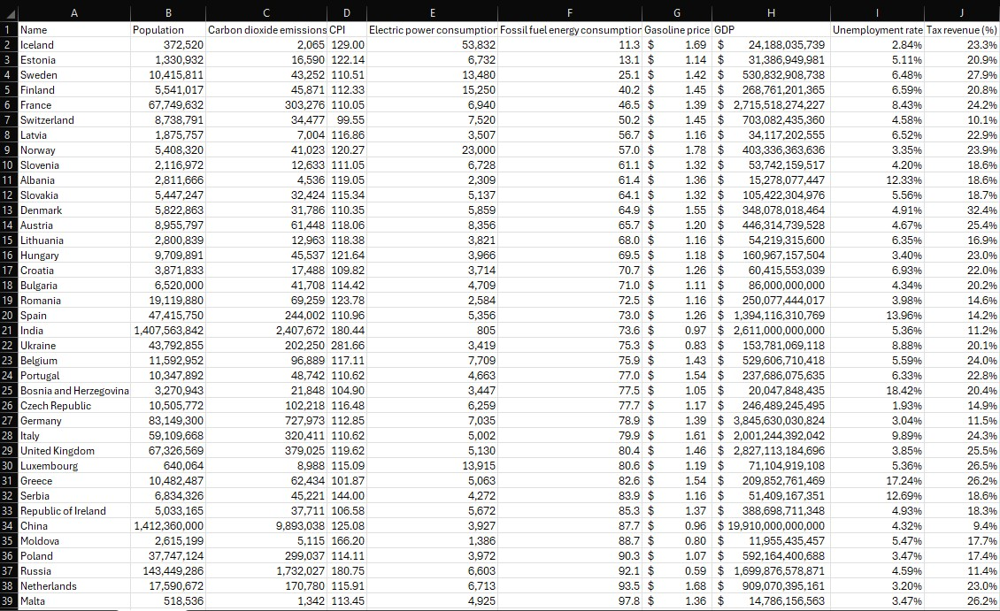 A B C D E F G H I J
1 Name Population Carbon dioxide emissions CPI Electric power consumption Fossil fuel energy consumption Gasoline price GDP Unemployment rate Tax revenue (%)
2 Iceland 372,520 2,065 129.00 53,832 11.3 $ 1.69 $ 24,188,035,739 2.84% 23.3%
3 Estonia 1,330,932 16,590 122.14 6,732 13.1 $ 1.14 $ 31,386,949,981 5.11% 20.9%
4 Sweden 10,415,811 43,252 110.51 13,480 25.1 $ 1.42 $ 530,832,908,738 6.48% 27.9%
5 Finland 5,541,017 45,871 112.33 15,250 40.2 $ 1.45 $ 268,761,201,365 6.59% 20.8%
6 France 67,749,632 303,276 110.05 6,940 46.5 $ 1.39 $ 2,715,518,274,227 8.43% 24.2%
7 Switzerland 8,738,791 34,477 99.55 7,520 50.2 $ 1.45 $ 703,082,435,360 4.58% 10.1%
8 Latvia 1,875,757 7,004 116.86 3,507 56.7 $ 1.16 $ 34,117,202,555 6.52% 22.9%
9 Norway 5,408,320 41,023 120.27 23,000 57.0 $ 1.78 $ 403,336,363,636 3.35% 23.9%
10 Slovenia 2,116,972 12,633 111.05 6,728 61.1 $ 1.32 $ 53,742,159,517 4.20% 18.6%
11 Albania 2,811,666 4,536 119.05 2,309 61.4 $ 1.36 $ 15,278,077,447 12.33% 18.6%
12 Slovakia 5,447,247 32,424 115.34 5,137 64.1 $ 1.32 $ 105,422,304,976 5.56% 18.7%
13 Denmark 5,822,863 31,786 110.35 5,859 64.9 $ 1.55 $ 348,078,018,464 4.91% 32.4%
14 Austria 8,955,797 61,448 118.06 8,356 65.7 $ 1.20 $ 446,314,739,528 4.67% 25.4%
15 Lithuania 2,800,839 12,963 118.38 3,821 68.0 $ 1.16 $ 54,219,315,600 6.35% 16.9%
16 Hungary 9,709,891 45,537 121.64 3,966 69.5 $ 1.18 $ 160,967,157,504 3.40% 23.0%
17 Croatia 3,871,833 17,488 109.82 3,714 70.7 $ 1.26 $ 60,415,553,039 6.93% 22.0%
18 Bulgaria 6,520,000 41,708 114.42 4,709 71.0 $ 1.11 $ 86,000,000,000 4.34% 20.2%
19 Romania 19,119,880 69,259 123.78 2,584 72.5 $ 1.16 $ 250,077,444,017 3.98% 14.6%
20 Spain 47,415,750 244,002 110.96 5,356 73.0 $ 1.26 $ 1,394,116,310,769 13.96% 14.2%
21 India 1,407,563,842 2,407,672 180.44 805 73.6 $ 0.97 $ 2,611,000,000,000 5.36% 11.2%
22 Ukraine 43,792,855 202,250 281.66 3,419 75.3 $ 0.83 $ 153,781,069,118 8.88% 20.1%
23 Belgium 11,592,952 96,889 117.11 7,709 75.9 $ 1.43 $ 529,606,710,418 5.59% 24.0%
24 Portugal 10,347,892 48,742 110.62 4,663 77.0 $ 1.54 $ 237,686,075,635 6.33% 22.8%
25 Bosnia and Herzegovina 3,270,943 21,848 104.90 3,447 77.5 $ 1.05 $ 20,047,848,435 18.42% 20.4%
26 Czech Republic 10,505,772 102,218 116.48 6,259 77.7 $ 1.17 $ 246,489,245,495 1.93% 14.9%
27 Germany 83,149,300 727,973 112.85 7,035 78.9 $ 1.39 $ 3,845,630,030,824 3.04% 11.5%
28 Italy 59,109,668 320,411 110.62 5,002 79.9 $ 1.61 $ 2,001,244,392,042 9.89% 24.3%
29 United Kingdom 67,326,569 379,025 119.62 5,130 80.4 $ 1.46 $ 2,827,113,184,696 3.85% 25.5%
30 Luxembourg 640,064 8,988 115.09 13,915 80.6 $ 1.19 $ 71,104,919,108 5.36% 26.5%
31 Greece 10,482,487 62,434 101.87 5,063 82.6 $ 1.54 $ 209,852,761,469 17.24% 26.2%
32 Serbia 6,834,326 45,221 144.00 4,272 83.9 $ 1.16 $ 51,409,167,351 12.69% 18.6%
33 Republic of Ireland 5,033,165 37,711 106.58 5,672 85.3 $ 1.37 $ 388,698,711,348 4.93% 18.3%
34 China 1,412,360,000 9,893,038 125.08 3,927 87.7 $ 0.96 $ 19,910,000,000,000 4.32% 9.4%
35 Moldova 2,615,199 5,115 166.20 1,386 88.7 $ 0.80 $ 11,955,435,457 5.47% 17.7%
36 Poland 37,747,124 299,037 114.11 3,972 90.3 $ 1.07 $ 592,164,400,688 3.47% 17.4%
37 Russia 143,449,286 1,732,027 180.75 6,603 92.1 $ 0.59 $ 1,699,876,578,871 4.59% 11.4%
38 Netherlands 17,590,672 170,780 115.91 6,713 93.5 $ 1.68 $ 909,070,395,161 3.20% 23.0%
39 Malta 518,536 1,342 113.45 4,925 97.8 $ 1.36 $ 14,786,156,563 3.47% 26.2%